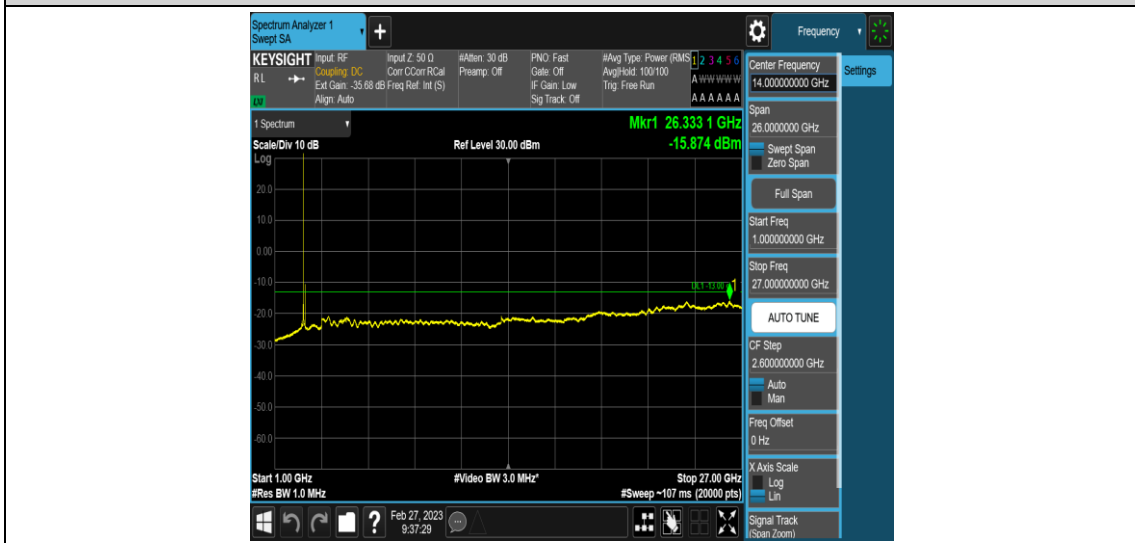 Spectrum Analyzer 1
Swept SA
+
Frequency
KEYSIGHT
RL
LXI
Input: RF
Coupling: DC
Ext Gain: -35.68 dB
Align: Auto
Input Z: 50 Ω
Corr CCorr RCal
Freq Ref: Int (S)
#Atten: 30 dB
Preamp: Off
PNO: Fast
Gate: Off
IF Gain: Low
Sig Track: Off
#Avg Type: Power (RMS
Avg|Hold: 100/100
Trig: Free Run
1 2 3 4 5 6
A W W W W W
A A A A A A
1 Spectrum
Mkr1 26.333 1 GHz
Scale/Div 10 dB
Ref Level 30.00 dBm
-15.874 dBm
Log
20.0
10.0
0.00
-10.0
DL1 -13.00
1
-20.0
-30.0
-40.0
-50.0
-60.0
Start 1.00 GHz
#Video BW 3.0 MHz*
Stop 27.00 GHz
#Res BW 1.0 MHz
#Sweep ~107 ms (20000 pts)
?
Feb 27, 2023
9:37:29
Center Frequency
14.000000000 GHz
Settings
Span
26.0000000 GHz
Swept Span
Zero Span
Full Span
Start Freq
1.000000000 GHz
Stop Freq
27.000000000 GHz
AUTO TUNE
CF Step
2.600000000 GHz
Auto
Man
Freq Offset
0 Hz
X Axis Scale
Log
Lin
Signal Track
(Span Zoom)